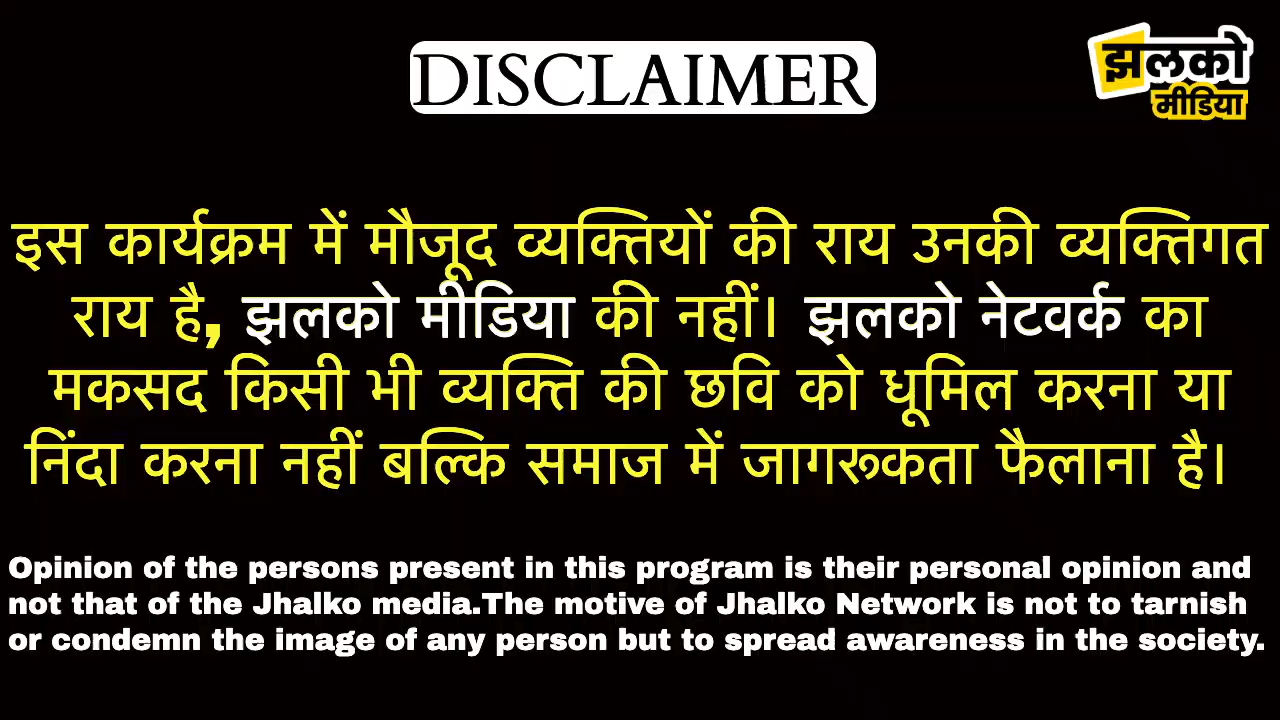 DISCLAIMER
झलको
मीडिया
इस कार्यक्रम में मौजूद व्यक्तियों की राय उनकी व्यक्तिगत
राय है, झलको मीडिया की नहीं। झलको नेटवर्क का
मकसद किसी भी व्यक्ति की छवि को धूमिल करना या
निंदा करना नहीं बल्कि समाज में जागरूकता फैलाना है।
Opinion of the persons present in this program is their personal opinion and
not that of the Jhalko media.The motive of Jhalko Network is not to tarnish
or condemn the image of any person but to spread awareness in the society.